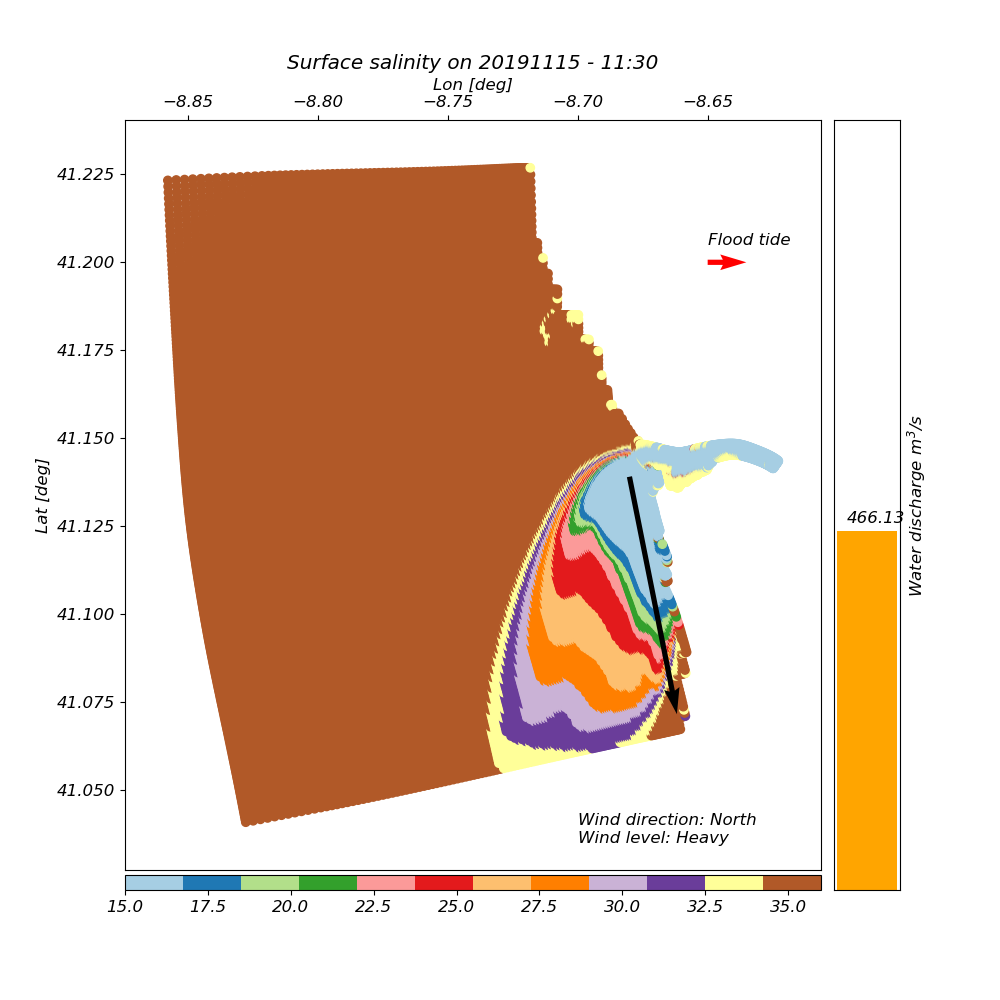 Surface salinity on 20191115 - 11:30
Lon [deg]
−8.85 −8.80 −8.75 −8.70 −8.65
41.225
Flood tide
41.200
41.175
41.150
41.125
41.100
41.075
41.050
Lat [deg]
466.13
Water discharge m³/s
Wind direction: North
Wind level: Heavy
15.0 17.5 20.0 22.5 25.0 27.5 30.0 32.5 35.0